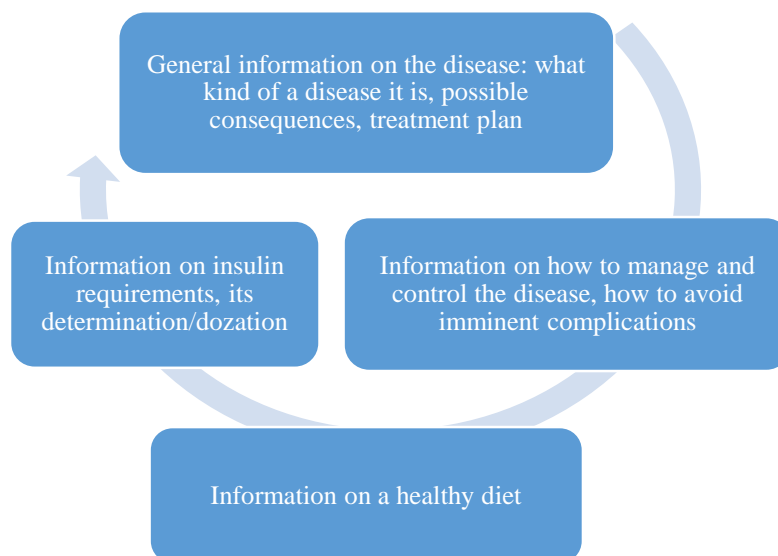 General information on the disease: what
kind of a disease it is, possible
consequences, treatment plan
Information on insulin
requirements, its
determination/dozation
Information on how to manage and
control the disease, how to avoid
imminent complications
Information on a healthy diet